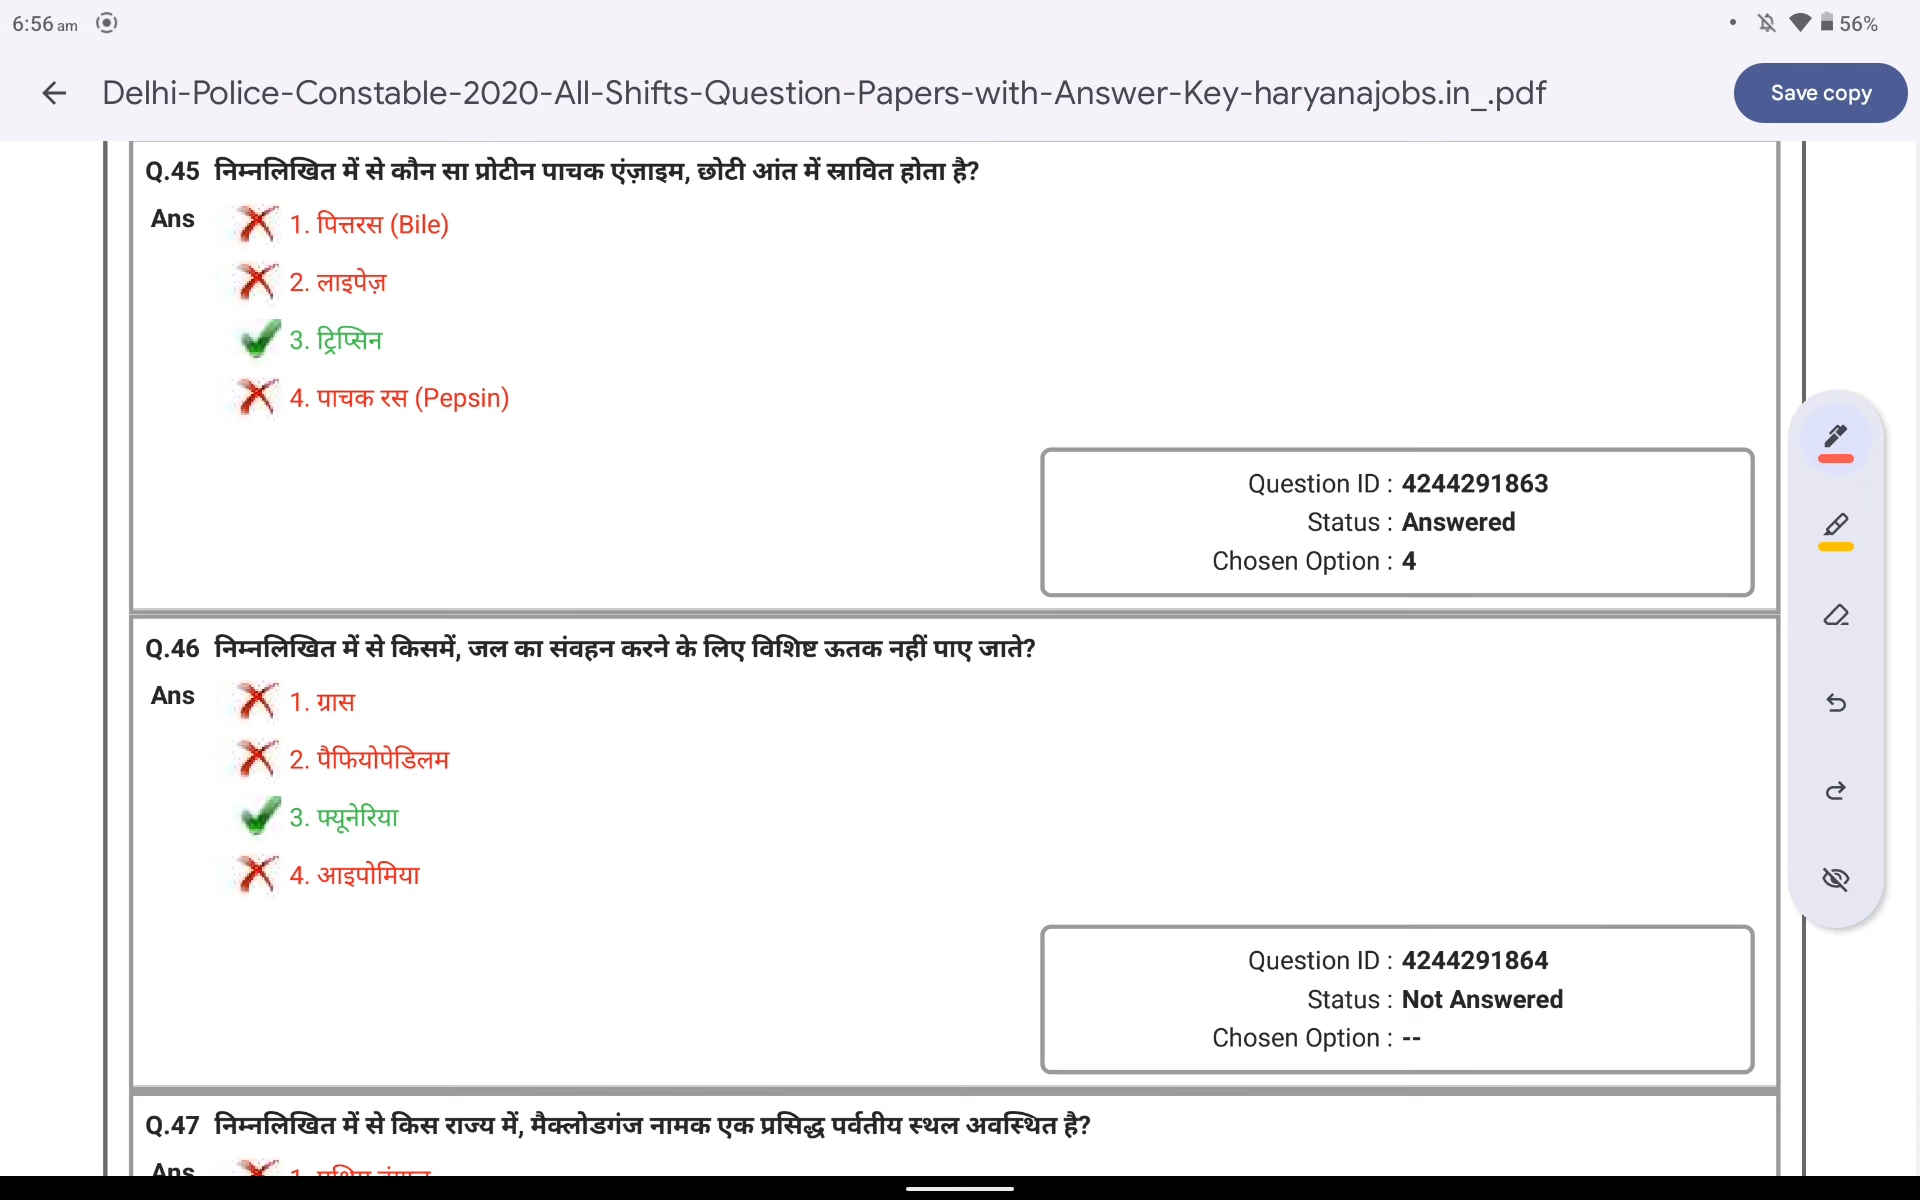 6:56 am
56%
Delhi-Police-Constable-2020-All-Shifts-Question-Papers-with-Answer-Key-haryanajobs.in_.pdf
Save copy
Q.45 निम्नलिखित में से कौन सा प्रोटीन पाचक एंज़ाइम, छोटी आंत में स्रावित होता है?
Ans 1. पित्तरस (Bile)
2. लाइपेज़
3. ट्रिप्सिन
4. पाचक रस (Pepsin)
Question ID : 4244291863
Status : Answered
Chosen Option : 4
Q.46 निम्नलिखित में से किसमें, जल का संवहन करने के लिए विशिष्ट ऊतक नहीं पाए जाते?
Ans 1. ग्रास
2. पैफियोपेडिलम
3. फ्यूनेरिया
4. आइपोमिया
Question ID : 4244291864
Status : Not Answered
Chosen Option : --
Q.47 निम्नलिखित में से किस राज्य में, मैक्लोडगंज नामक एक प्रसिद्ध पर्वतीय स्थल अवस्थित है?
Ans 1.